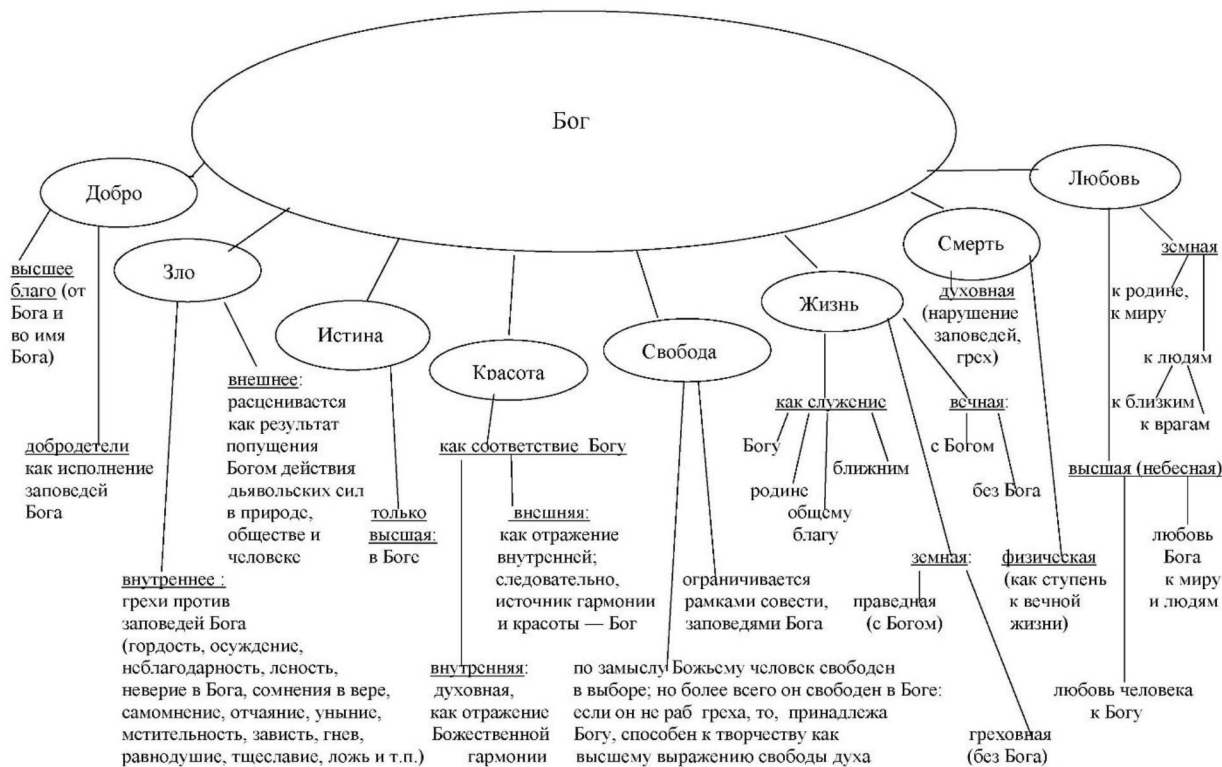 Бог
Добро
высшее
благо (от
Бога и
во имя
Бога)
добродетели
как исполнение
заповедей
Бога
Зло
внешнее:
расценивается
как результат
попущения
Богом действия
дьявольских сил
в природе,
обществе и
человеке
внутреннее :
грехи против
заповедей Бога
(гордость, осуждение,
неблагодарность, леность,
неверие в Бога, сомнения в вере,
самомнение, отчаяние, уныние,
мстительность, зависть, гнев,
равнодушие, тщеславие, ложь и т.п.)
Истина
только
высшая:
в Боге
Красота
как соответствие Богу
внешняя:
как отражение
внутренней;
следовательно,
источник гармонии
и красоты — Бог
внутренняя:
духовная,
как отражение
Божественной
гармонии
Свобода
ограничивается
рамками совести,
заповедями Бога
по замыслу Божьему человек свободен
в выборе; но более всего он свободен в Боге:
если он не раб греха, то, принадлежа
Богу, способен к творчеству как
высшему выражению свободы духа
Жизнь
как служение
Богу
родине
общему
благу
ближним
вечная:
с Богом
без Бога
земная:
праведная
(с Богом)
греховная
(без Бога)
Смерть
духовная
(нарушение
заповедей,
грех)
физическая
(как ступень
к вечной
жизни)
Любовь
земная
к родине,
к миру
к людям
к близким
к врагам
высшая (небесная)
любовь
Бога
к миру
и людям
любовь человека
к Богу